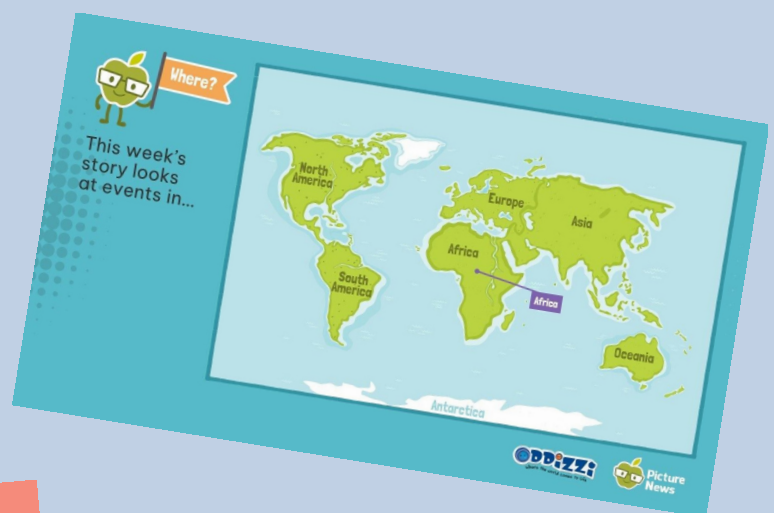 Where?
This week's
story looks
at events in...
North
America
Europe
Asia
Africa
South
America
Africa
Oceania
Antarctica
ODDIZZI
Picture
News